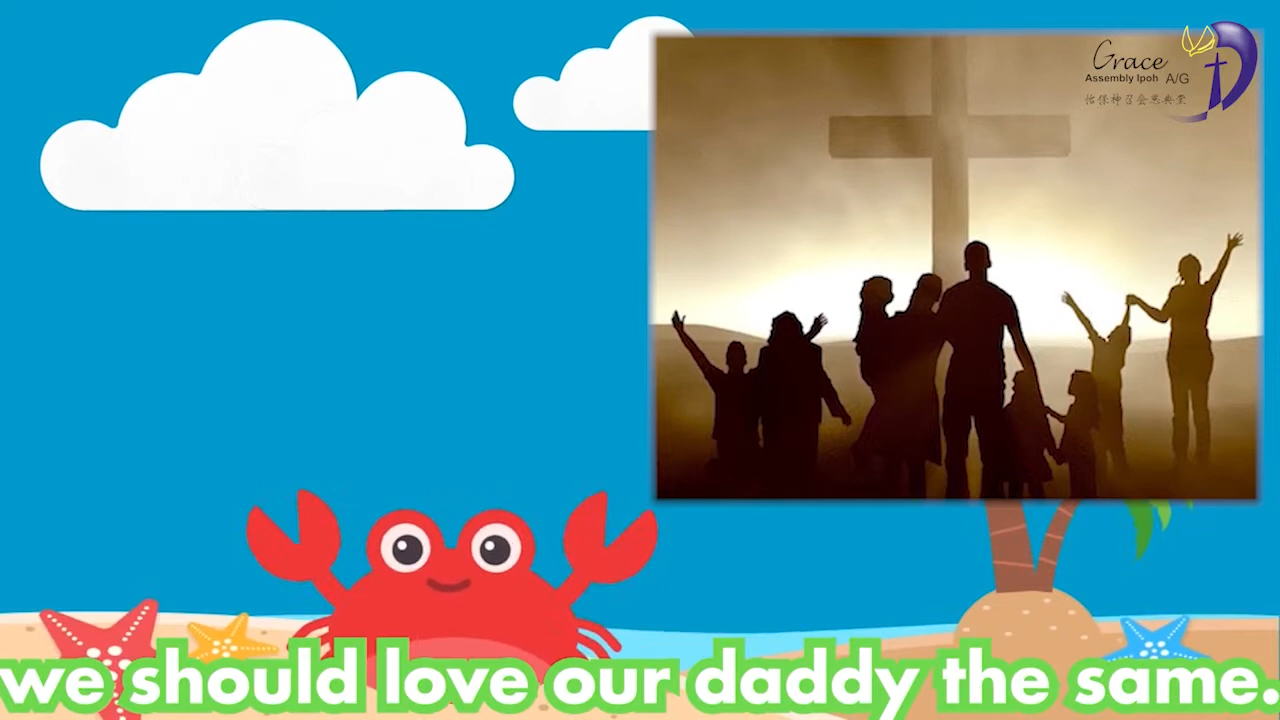 Grace
Assembly Ipoh A/G
怡保神召会恩典堂
we should love our daddy the same.